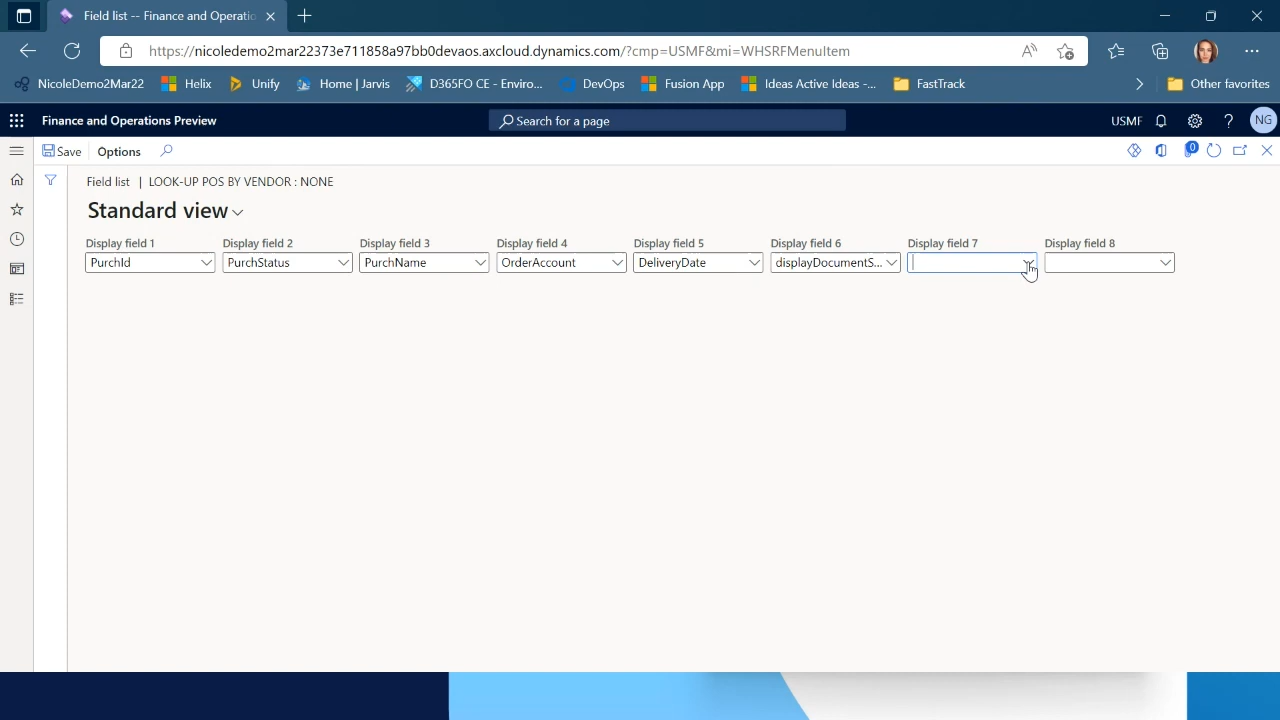 Field list -- Finance and Operatio
https://nicoledemo2mar22373e711858a97bb0devaos.axcloud.dynamics.com/?cmp=USMF&mi=WHSRFMenuItem
NicoleDemo2Mar22 Helix Unify Home | Jarvis D365FO CE - Enviro... DevOps Fusion App Ideas Active Ideas -... FastTrack Other favorites
Finance and Operations Preview Search for a page USMF NG
Save Options 0
Field list | LOOK-UP POS BY VENDOR : NONE
Standard view
Display field 1 Display field 2 Display field 3 Display field 4 Display field 5 Display field 6 Display field 7 Display field 8
PurchId PurchStatus PurchName OrderAccount DeliveryDate displayDocumentS...